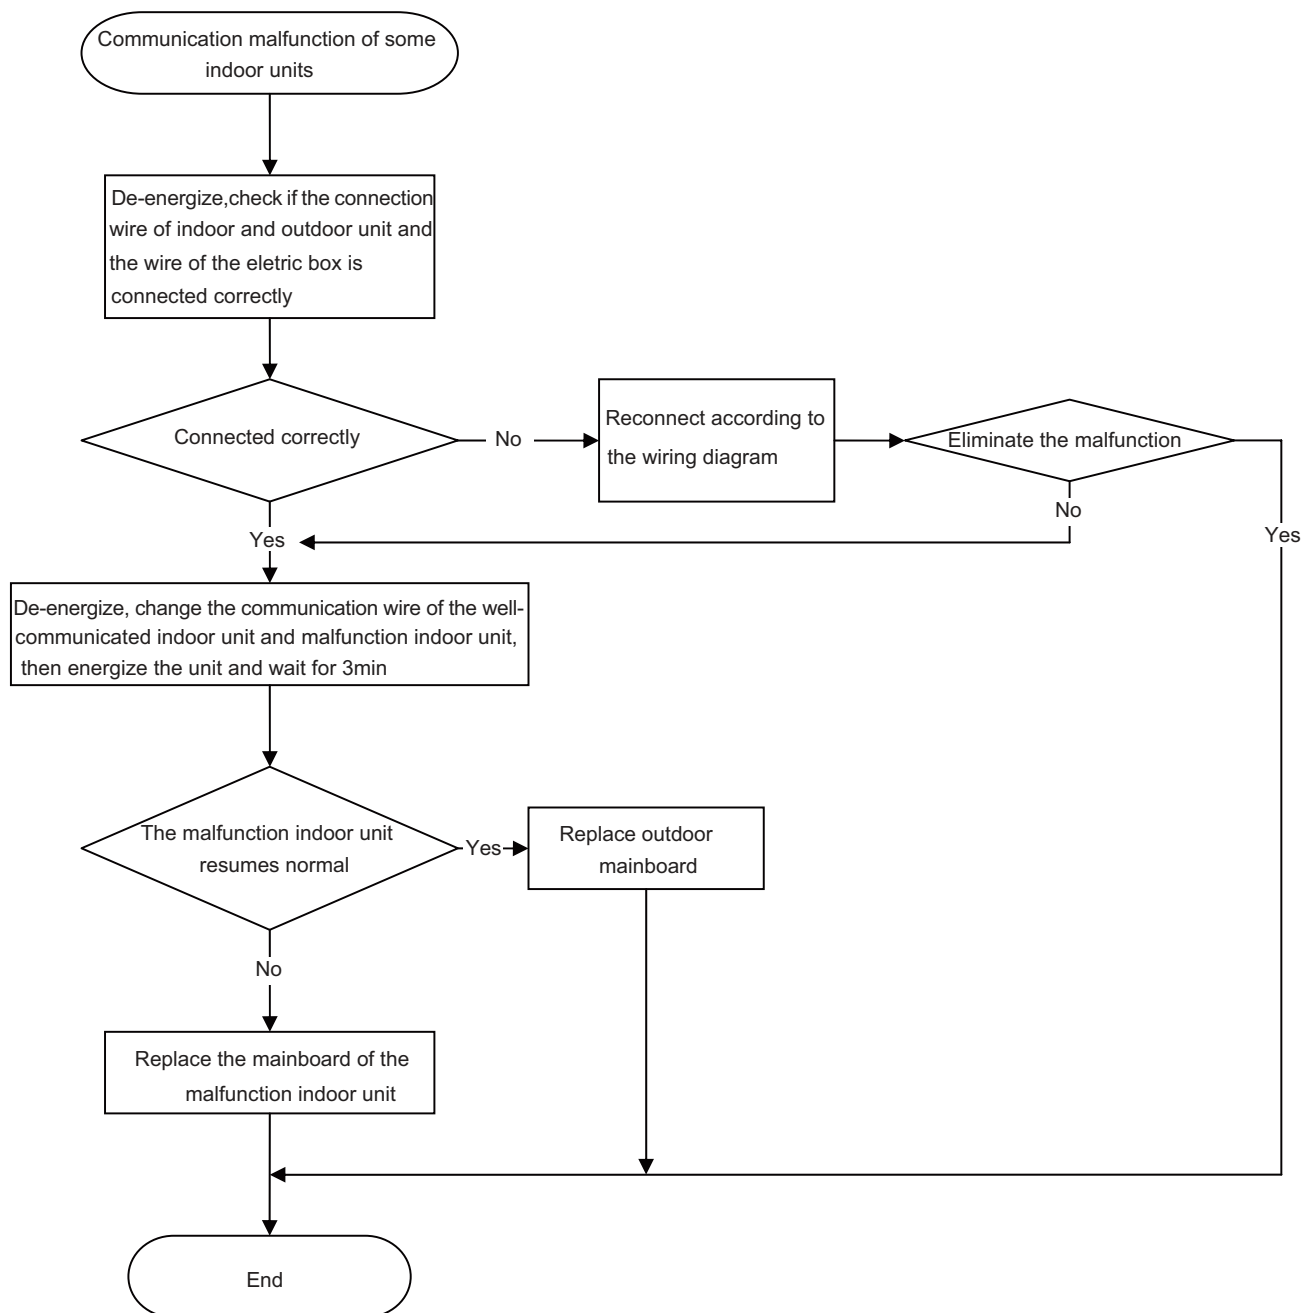 Communication malfunction of some
indoor units
De-energize,check if the connection
wire of indoor and outdoor unit and
the wire of the eletric box is
connected correctly
Connected correctly
No
Reconnect according to
the wiring diagram
Eliminate the malfunction
No
Yes
Yes
De-energize, change the communication wire of the well-
communicated indoor unit and malfunction indoor unit,
then energize the unit and wait for 3min
The malfunction indoor unit
resumes normal
Yes
Replace outdoor
mainboard
No
Replace the mainboard of the
malfunction indoor unit
End